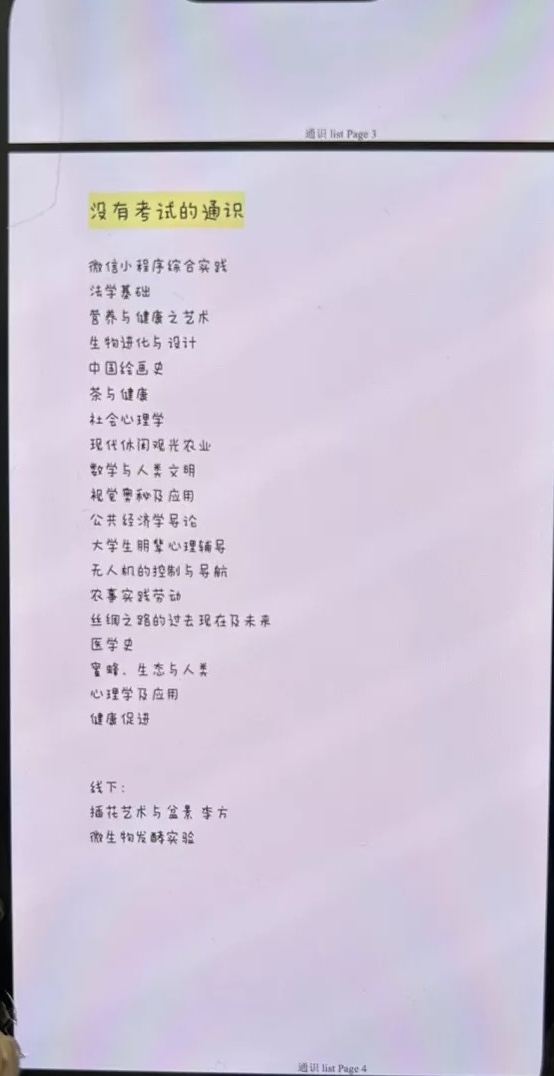 通识 list Page 3
没有考试的通识
微信小程序综合实践
法学基础
营养与健康之艺术
生物进化与设计
中国绘画史
茶与健康
社会心理学
现代休闲观光农业
数学与人类文明
视觉奥秘及应用
公共经济学导论
大学生朋辈心理辅导
无人机的控制与导航
农事实践劳动
丝绸之路的过去现在及未来
医学史
蜜蜂、生态与人类
心理学及应用
健康促进
线下：
插花艺术与盆景 李方
微生物发酵实验
通识 list Page 4